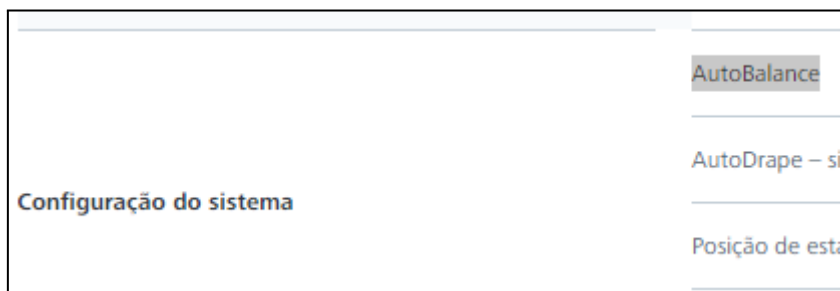 AutoBalance
AutoDrape –
Configuração do sistema
Posição de